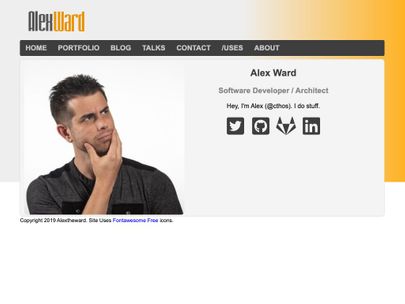 AlexWard
HOME PORTFOLIO BLOG TALKS CONTACT /USES ABOUT
Alex Ward
Software Developer / Architect
Hey, I'm Alex (@cthos). I do stuff.
Copyright 2019 Alextheward. Site Uses Fontawesome Free icons.